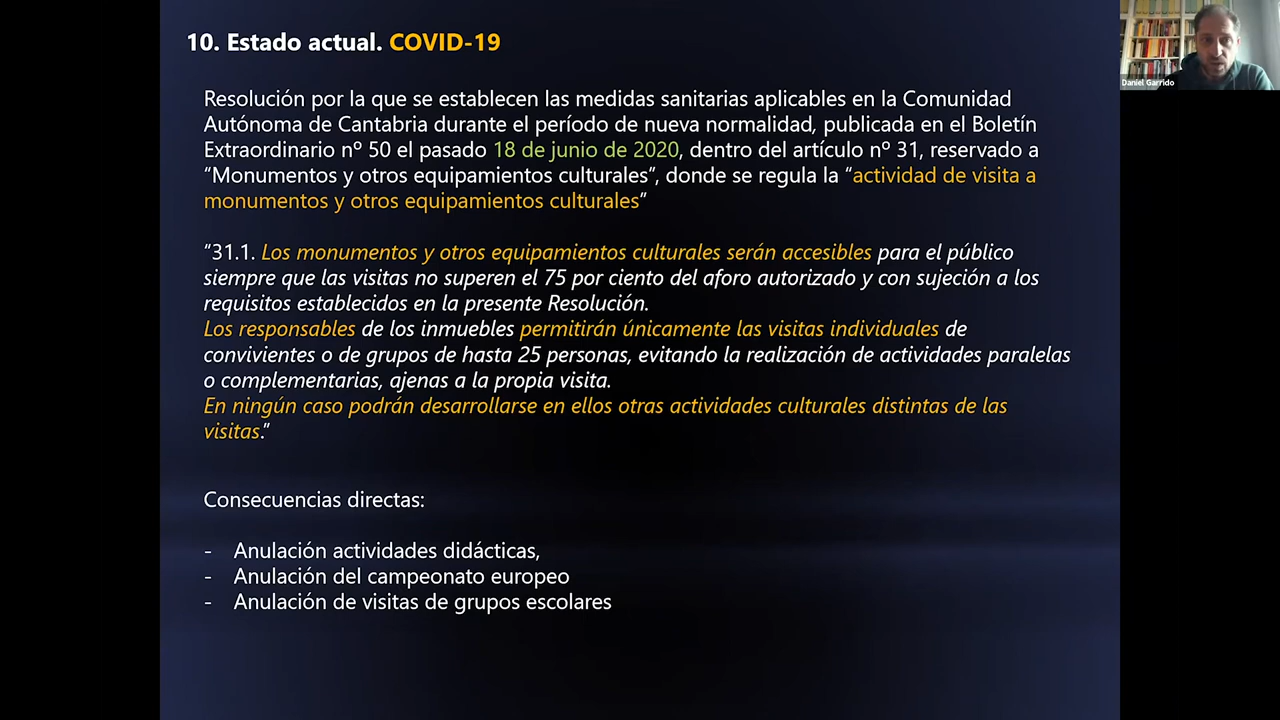 10. Estado actual. COVID-19
Daniel Garrido
Resolución por la que se establecen las medidas sanitarias aplicables en la Comunidad
Autónoma de Cantabria durante el período de nueva normalidad, publicada en el Boletín
Extraordinario nº 50 el pasado 18 de junio de 2020, dentro del artículo nº 31, reservado a
“Monumentos y otros equipamientos culturales”, donde se regula la “actividad de visita a
monumentos y otros equipamientos culturales”
“31.1. Los monumentos y otros equipamientos culturales serán accesibles para el público
siempre que las visitas no superen el 75 por ciento del aforo autorizado y con sujeción a los
requisitos establecidos en la presente Resolución.
Los responsables de los inmuebles permitirán únicamente las visitas individuales de
convivientes o de grupos de hasta 25 personas, evitando la realización de actividades paralelas
o complementarias, ajenas a la propia visita.
En ningún caso podrán desarrollarse en ellos otras actividades culturales distintas de las
visitas.”
Consecuencias directas:
- Anulación actividades didácticas,
- Anulación del campeonato europeo
- Anulación de visitas de grupos escolares